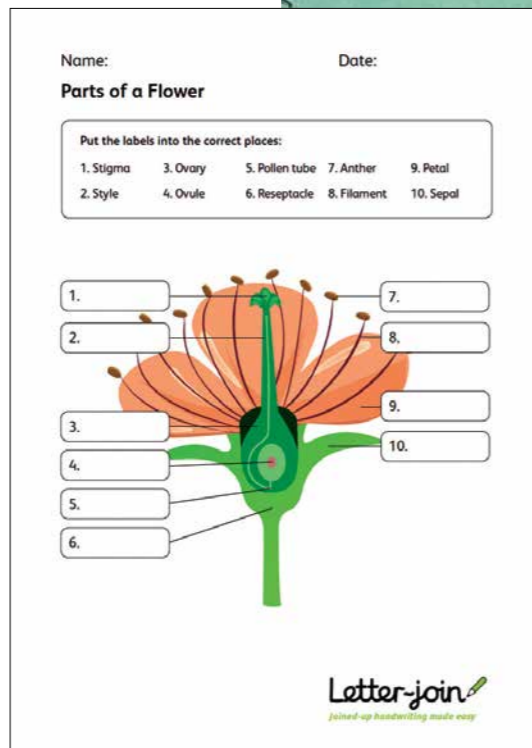 Name: Date:
Parts of a Flower
Put the labels into the correct places:
1. Stigma 3. Ovary 5. Pollen tube 7. Anther 9. Petal
2. Style 4. Ovule 6. Reseptacle 8. Filament 10. Sepal
1.
7.
2.
8.
9.
3.
10.
4.
5.
6.
Letter-join
Joined-up handwriting made easy